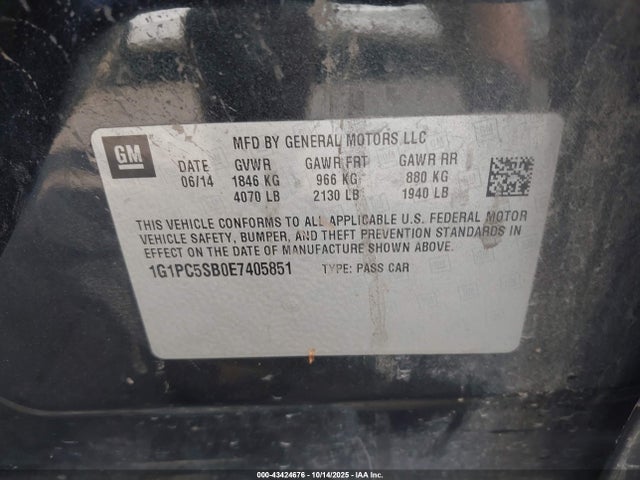 GM
MFD BY GENERAL MOTORS LLC
DATE GVWR GAWR FRT GAWR RR
06/14 1846 KG 966 KG 880 KG
4070 LB 2130 LB 1940 LB
THIS VEHICLE CONFORMS TO ALL APPLICABLE U.S. FEDERAL MOTOR
VEHICLE SAFETY, BUMPER, AND THEFT PREVENTION STANDARDS IN
EFFECT ON THE DATE OF MANUFACTURE SHOWN ABOVE.
1G1PC5SB0E7405851 TYPE: PASS CAR
00-43424676 | 10/14/2025 | IAA Inc.